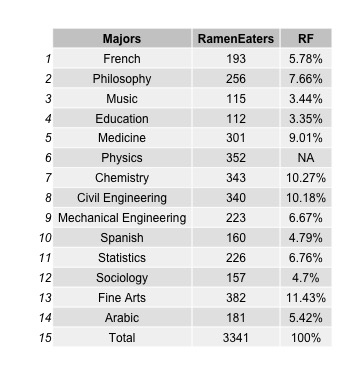 Majors RamenEaters RF
1 French 193 5.78%
2 Philosophy 256 7.66%
3 Music 115 3.44%
4 Education 112 3.35%
5 Medicine 301 9.01%
6 Physics 352 NA
7 Chemistry 343 10.27%
8 Civil Engineering 340 10.18%
9 Mechanical Engineering 223 6.67%
10 Spanish 160 4.79%
11 Statistics 226 6.76%
12 Sociology 157 4.7%
13 Fine Arts 382 11.43%
14 Arabic 181 5.42%
15 Total 3341 100%